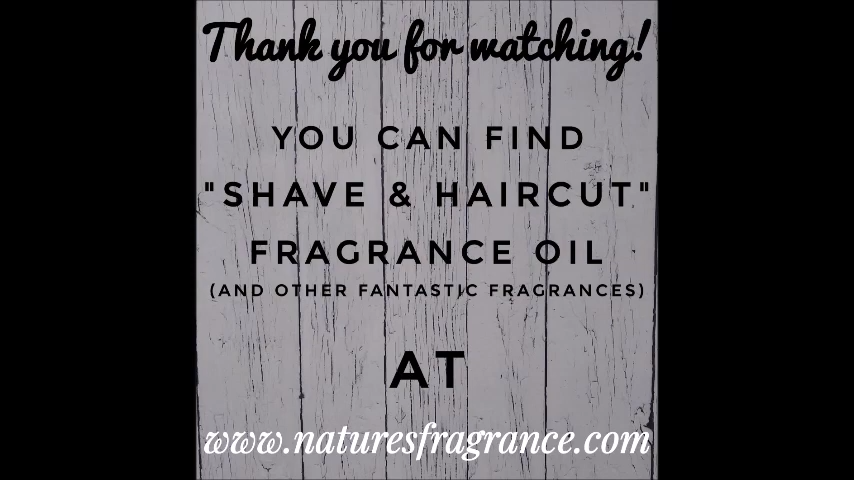 Thank you for watching!
YOU CAN FIND
"SHAVE & HAIRCUT"
FRAGRANCE OIL
(AND OTHER FANTASTIC FRAGRANCES)
AT
www.naturesfragrance.com